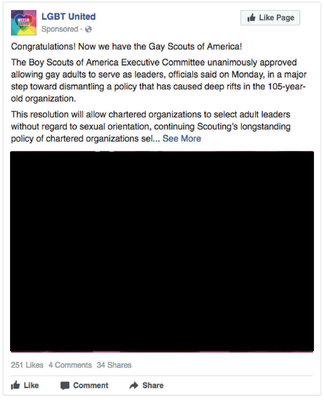 LGBT United
Sponsored ·
Like Page
Congratulations! Now we have the Gay Scouts of America!
The Boy Scouts of America Executive Committee unanimously approved
allowing gay adults to serve as leaders, officials said on Monday, in a major
step toward dismantling a policy that has caused deep rifts in the 105-year-
old organization.
This resolution will allow chartered organizations to select adult leaders
without regard to sexual orientation, continuing Scouting's longstanding
policy of chartered organizations sel... See More
251 Likes 4 Comments 34 Shares
Like Comment Share